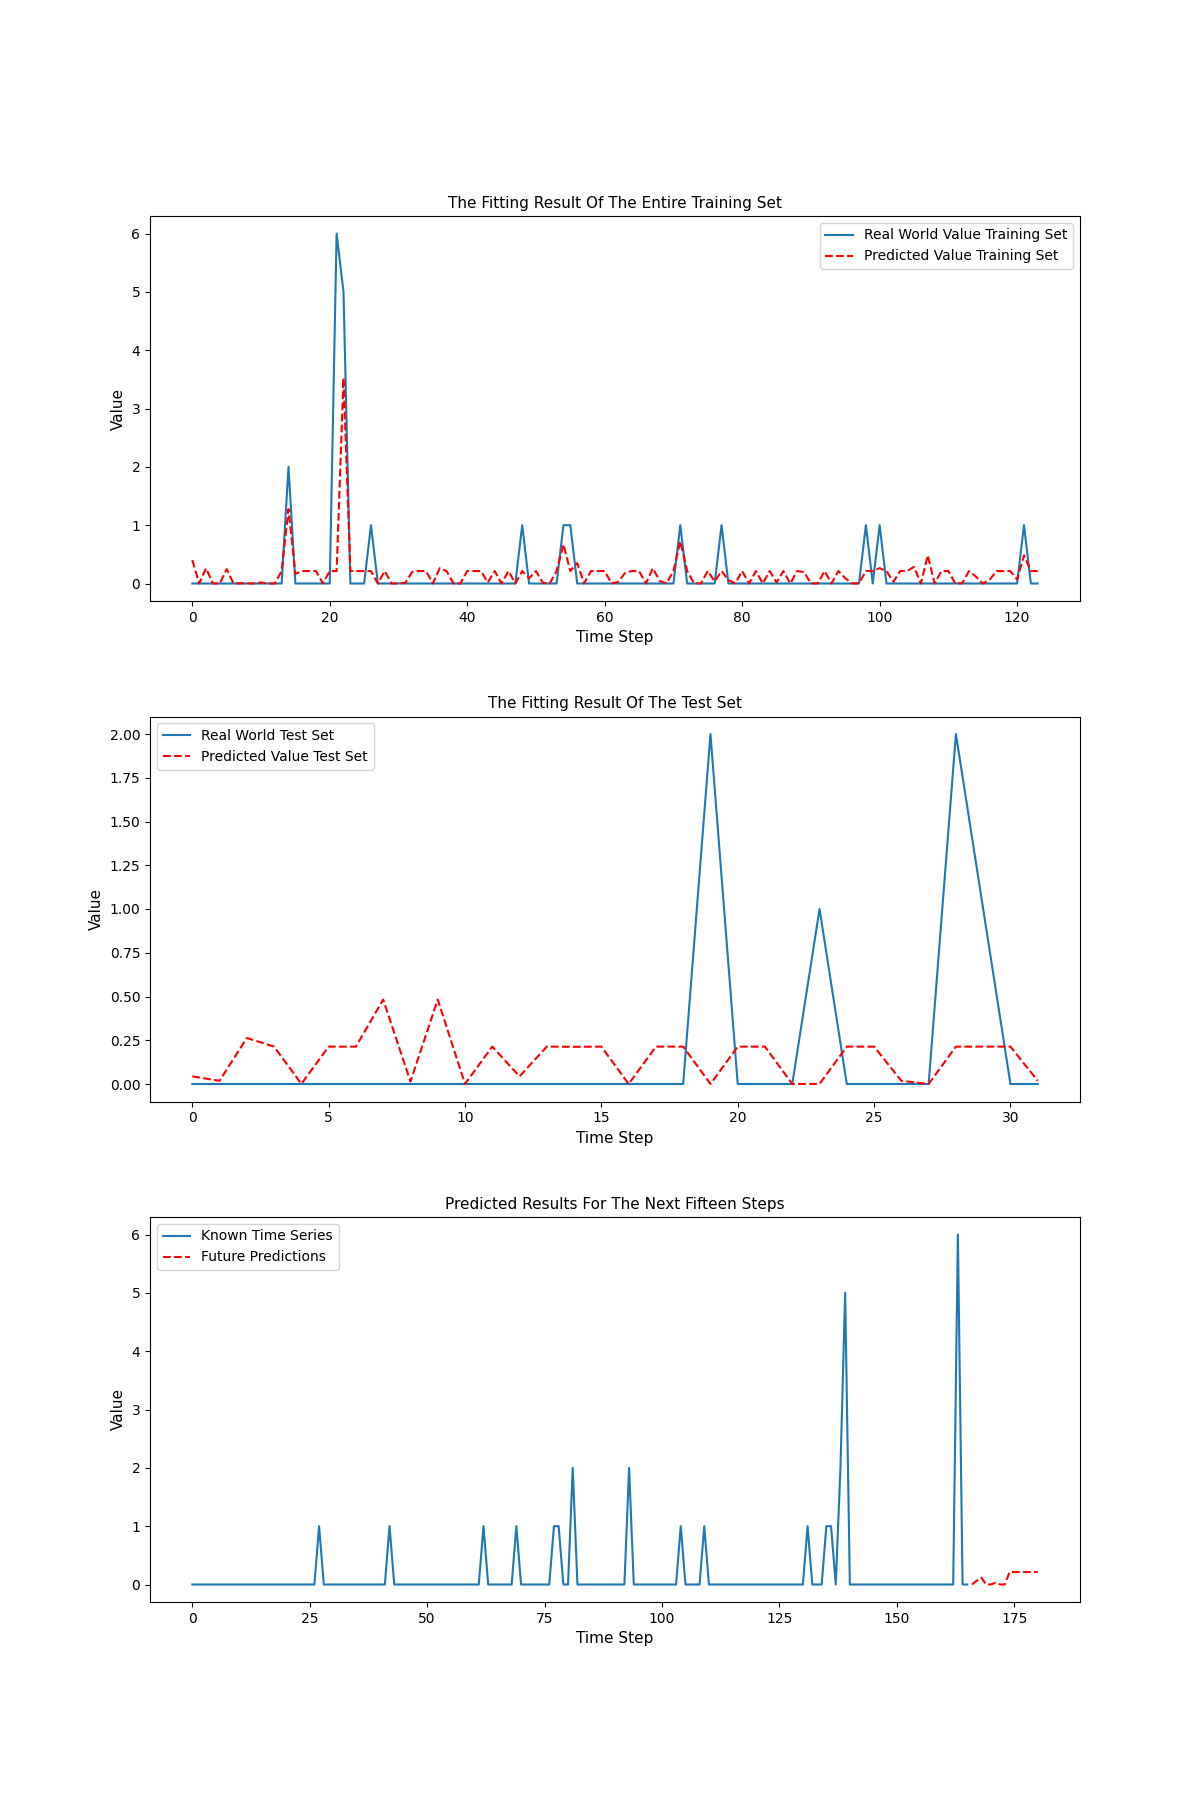 The Fitting Result Of The Entire Training Set
Real World Value Training Set
Predicted Value Training Set
6
5
4
3
2
1
0
Value
0 20 40 60 80 100 120
Time Step
The Fitting Result Of The Test Set
Real World Test Set
Predicted Value Test Set
2.00
1.75
1.50
1.25
1.00
0.75
0.50
0.25
0.00
Value
0 5 10 15 20 25 30
Time Step
Predicted Results For The Next Fifteen Steps
Known Time Series
Future Predictions
6
5
4
3
2
1
0
Value
0 25 50 75 100 125 150 175
Time Step